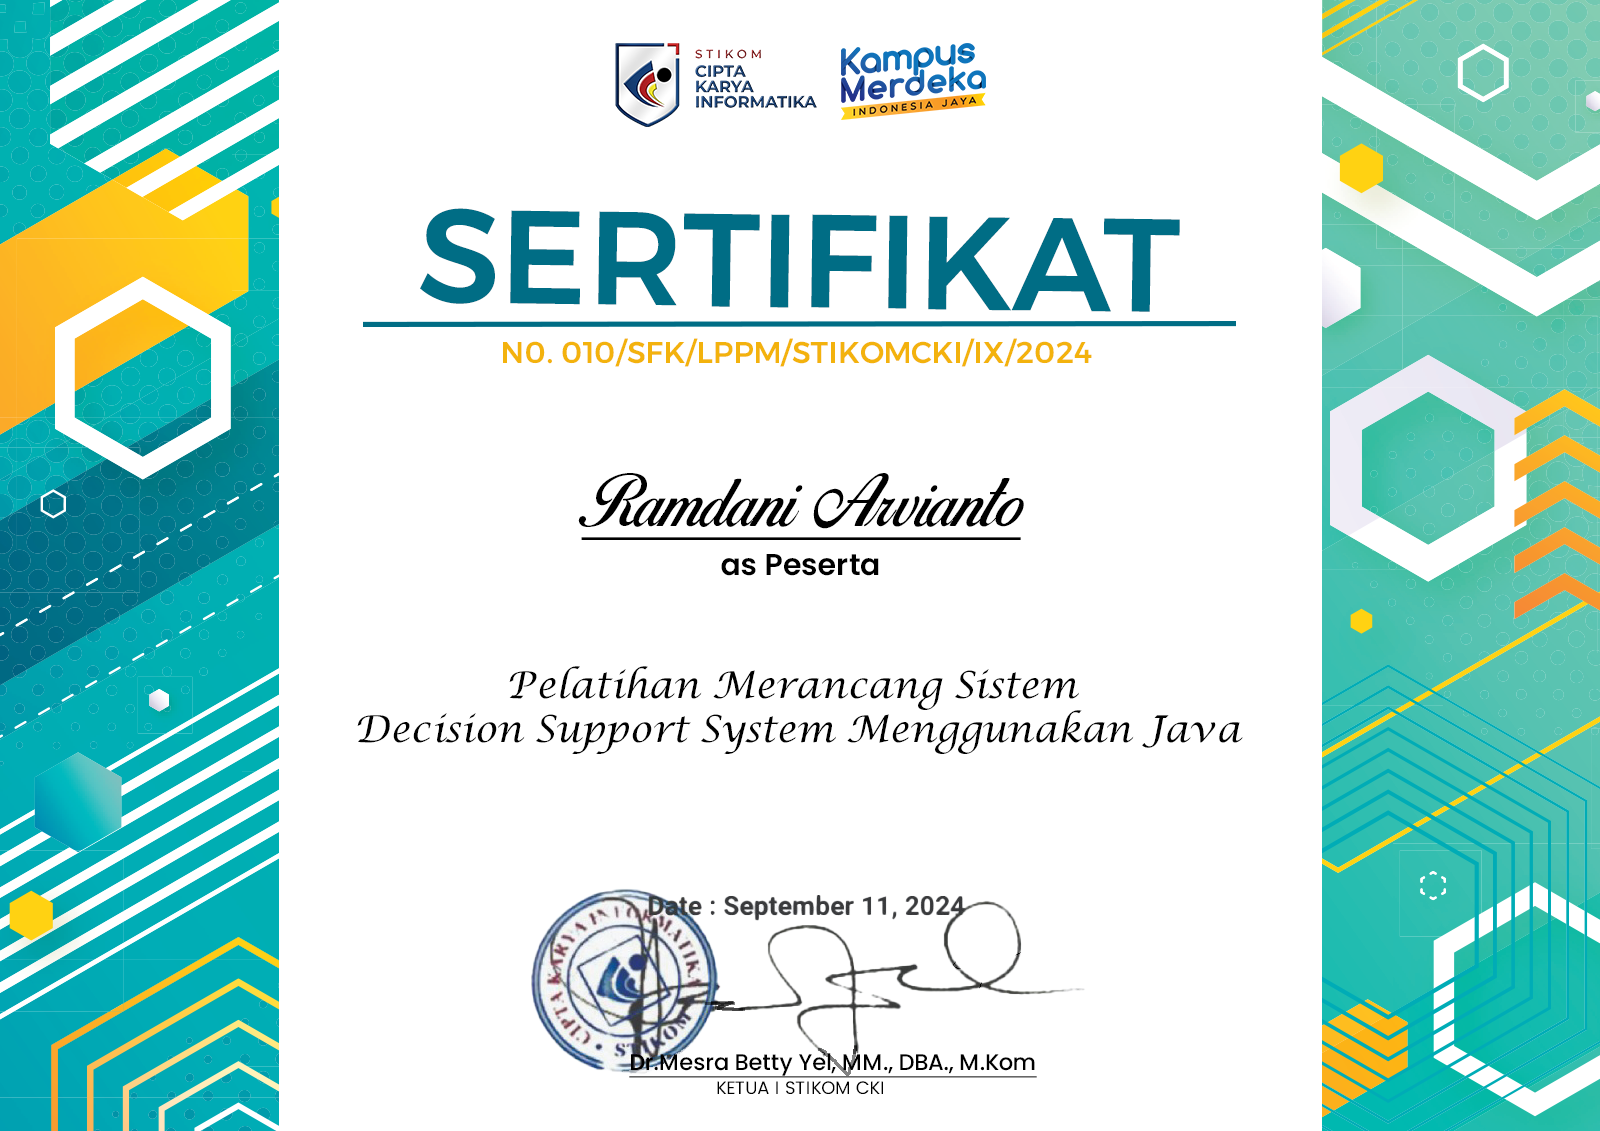 STIKOM
CIPTA
KARYA
INFORMATIKA
Kampus
Merdeka
INDONESIA JAYA
SERTIFIKAT
N0. 010/SFK/LPPM/STIKOMCKI/IX/2024
Ramdani Arvianto
as Peserta
Pelatihan Merancang Sistem
Decision Support System Menggunakan Java
Date : September 11, 2024
CIPTA KARYA INFORMATIKA
STIKOM
Dr.Mesra Betty Yel, MM., DBA., M.Kom
KETUA I STIKOM CKI